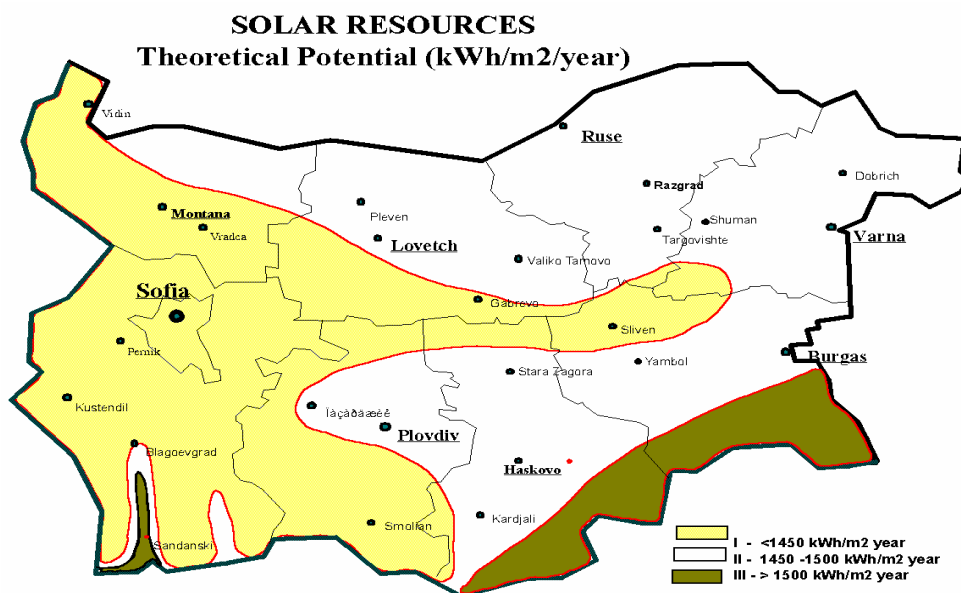 SOLAR RESOURCES
Theoretical Potential (kWh/m2/year)
Vidin
Ruse
Razgrad
Dobrich
Montana
Pleven
Vradca
Lovetch
Shuman
Targovishte
Varna
Valiko Tarnovo
Sofia
Gabrevo
Sliven
Pernik
Burgas
Yambol
Stara Zagora
Kustendil
Ïàçàðäæèê
Plovdiv
Blagoevgrad
Haskovo
Kardjali
Smolian
Sandanski
I - <1450 kWh/m2 year
II - 1450 -1500 kWh/m2 year
III - > 1500 kWh/m2 year